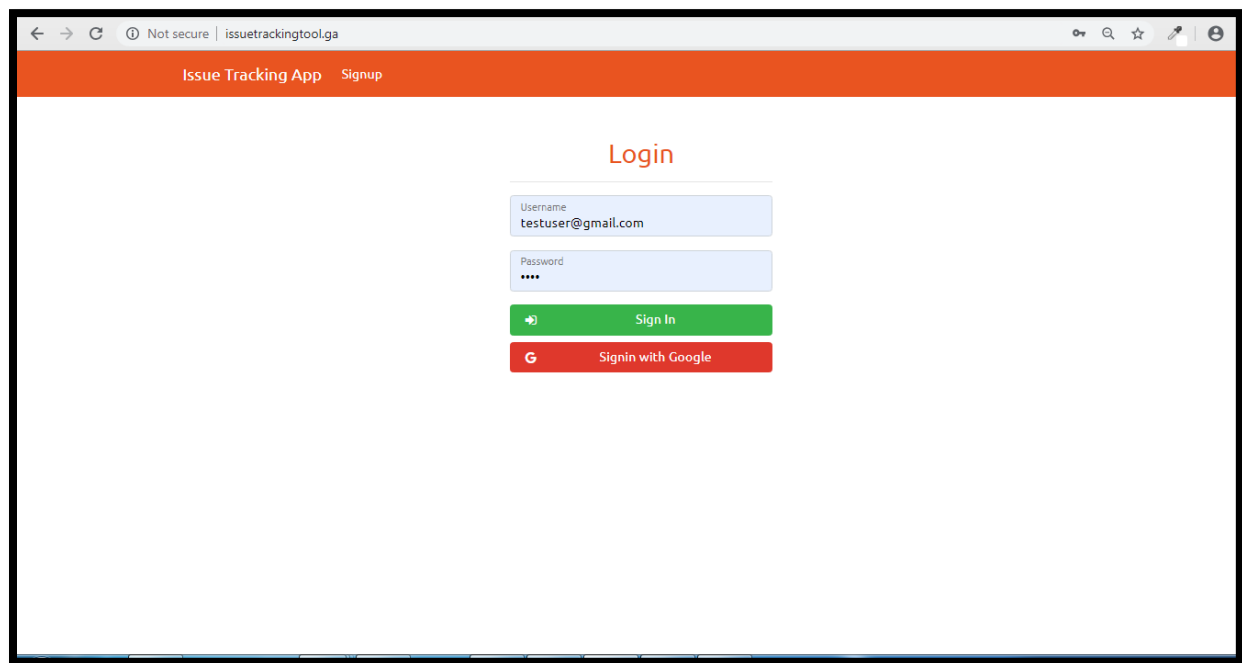 Not secure | issuetrackingtool.ga
Issue Tracking App Signup
Login
Username
testuser@gmail.com
Password
••••
Sign In
G Signin with Google